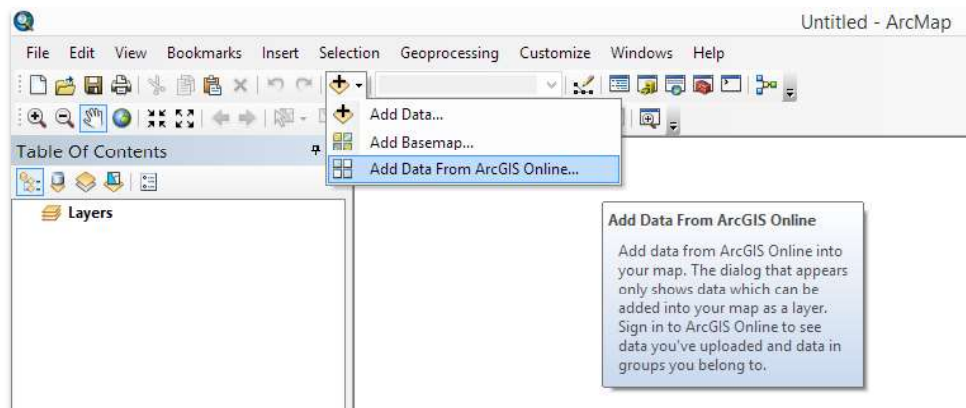 Untitled - ArcMap
File Edit View Bookmarks Insert Selection Geoprocessing Customize Windows Help
Add Data...
Add Basemap...
Table Of Contents
Add Data From ArcGIS Online...
Layers
Add Data From ArcGIS Online
Add data from ArcGIS Online into
your map. The dialog that appears
only shows data which can be
added into your map as a layer.
Sign in to ArcGIS Online to see
data you've uploaded and data in
groups you belong to.